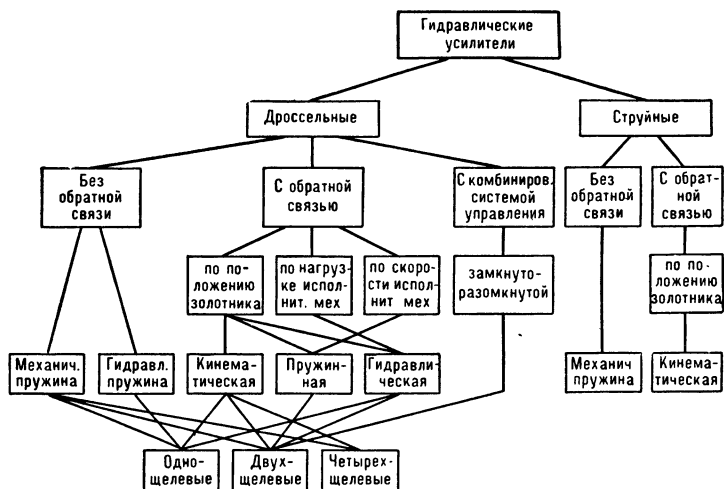 Гидравлические
усилители
Дроссельные
Струйные
Без
обратной
связи
С обратной
связью
С комбиниров.
системой
управления
Без
обратной
связи
С обрат-
ной
связью
по по-
ложению
золотника
по нагруз-
ке испол-
нит. мех
по скоро-
сти испол
нит мех
замкнуто-
разомкнутой
по по-
ложению
золотника
Механич.
пружина
Гидравл.
пружина
Кинема-
тическая
Пружин-
ная
Гидравли-
ческая
Механич
пружина
Кинема-
тическая
Одно-
щелевые
Двух-
щелевые
Четырех-
щелевые